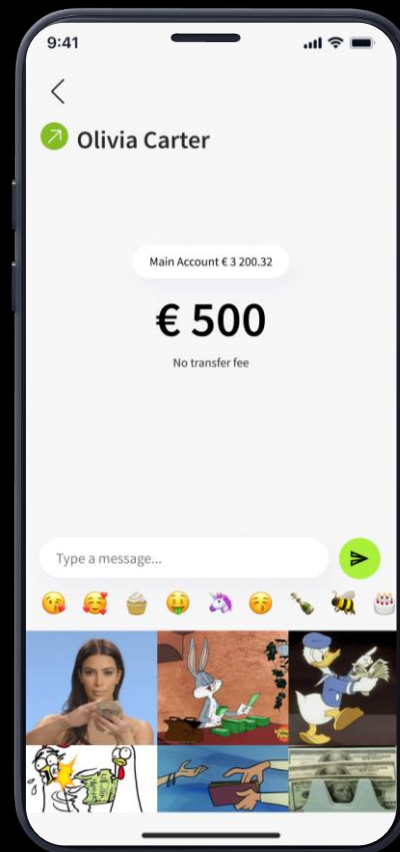 9:41
Olivia Carter
Main Account € 3 200.32
€ 500
No transfer fee
Type a message...